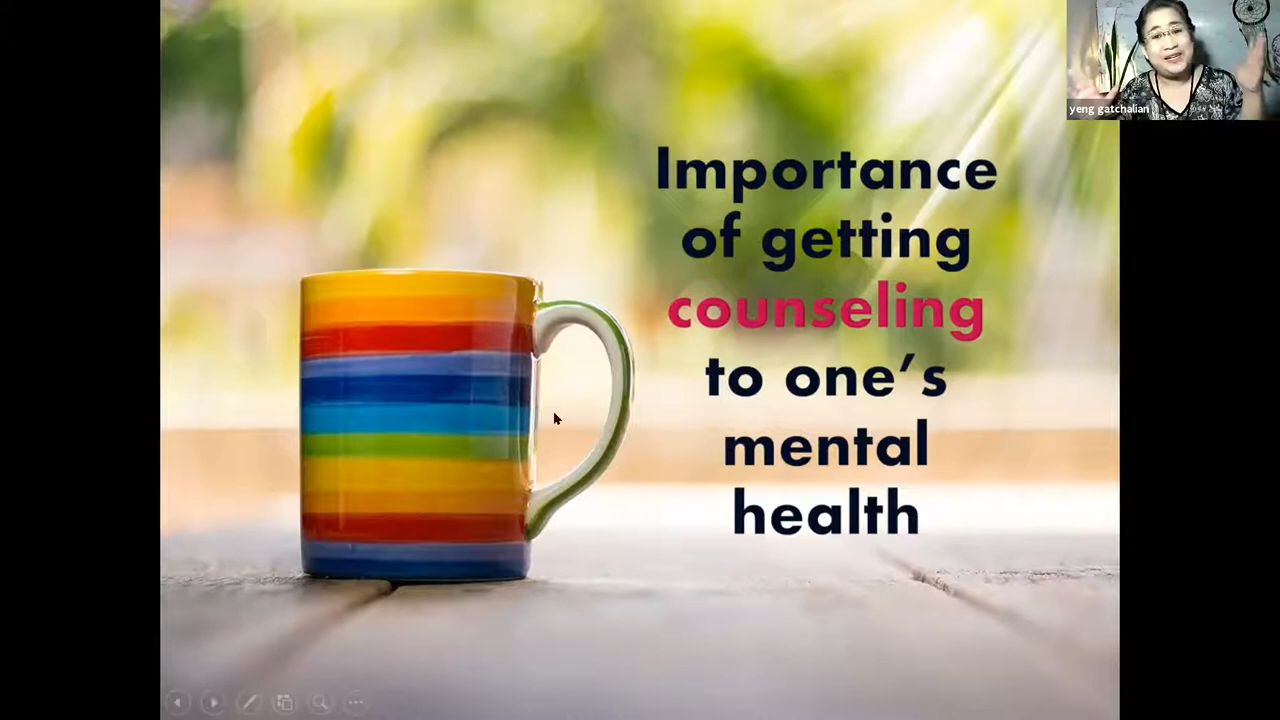 yeng gatchalian
Importance
of getting
counseling
to one’s
mental
health